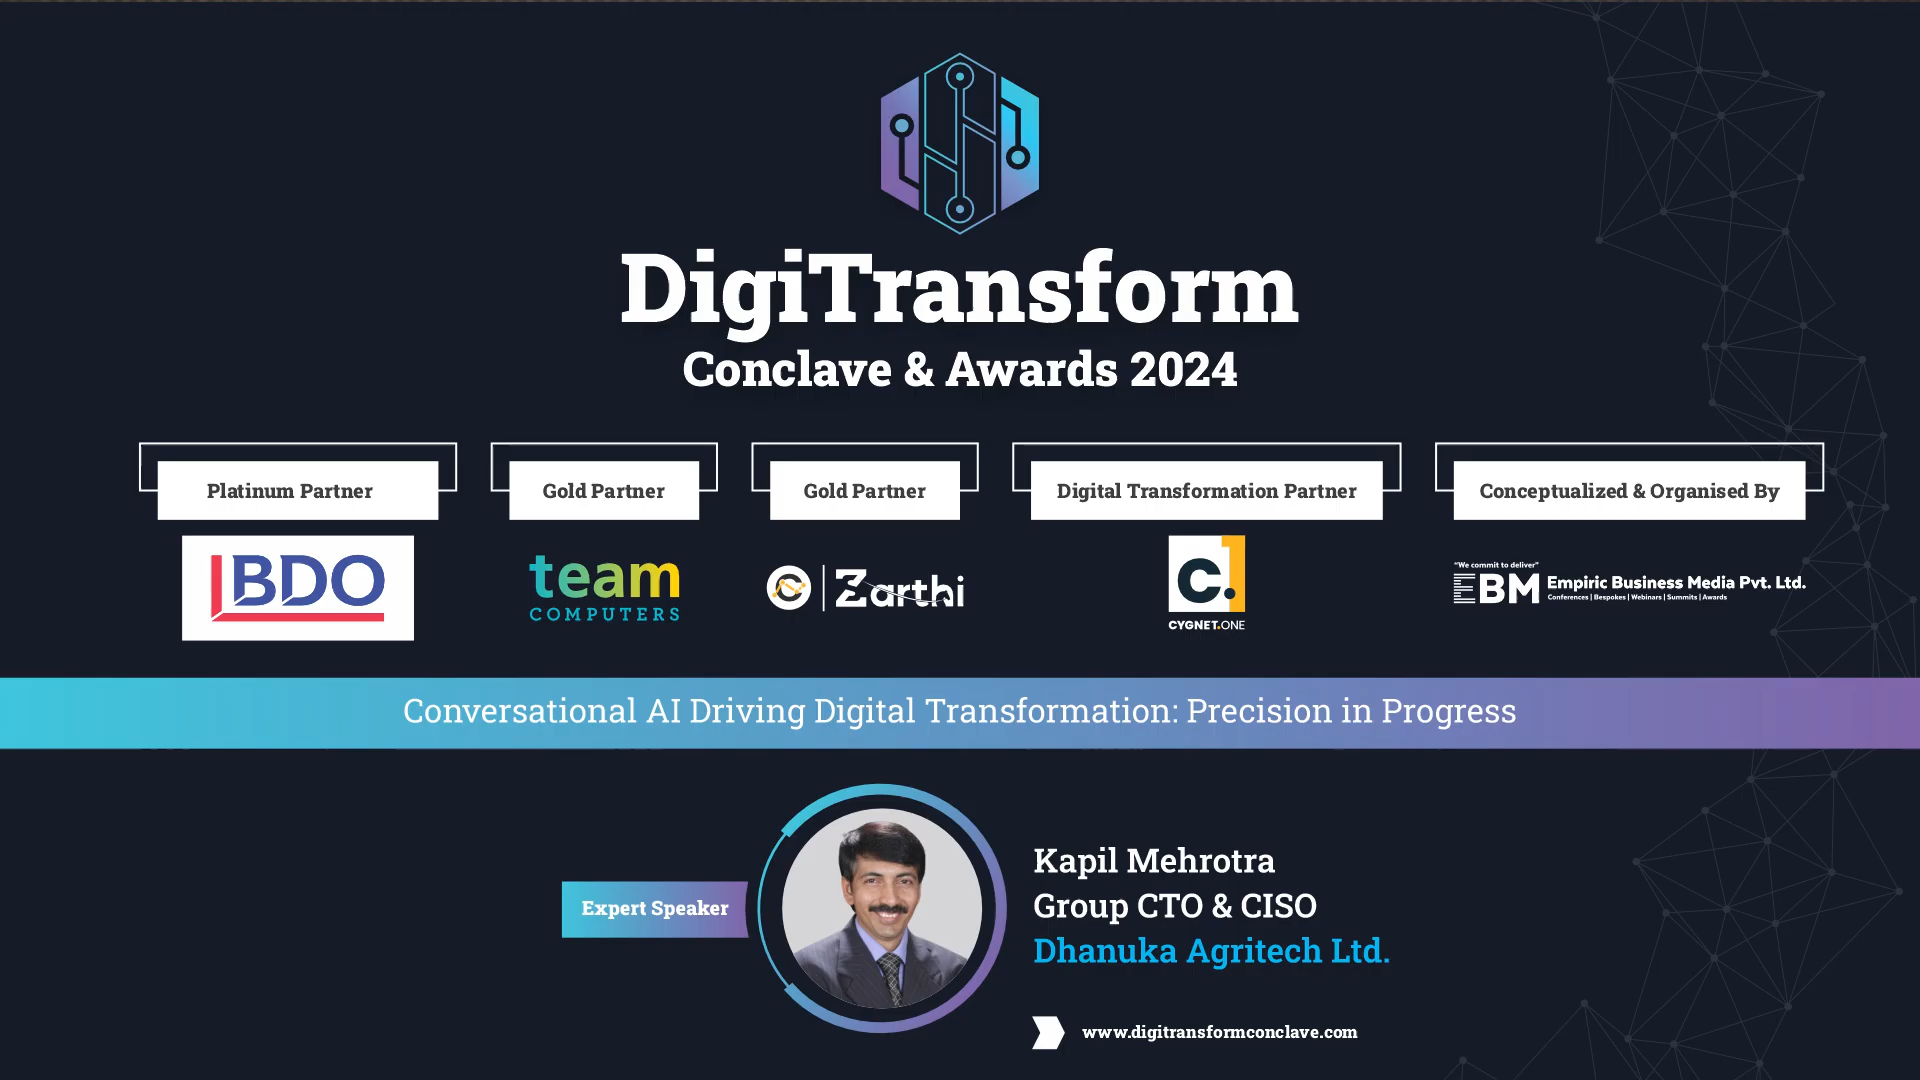 DigiTransform
Conclave & Awards 2024
Platinum Partner
Gold Partner
Gold Partner
Digital Transformation Partner
Conceptualized & Organised By
BDO
team
COMPUTERS
Zarthi
c.
CYGNET.ONE
"We commit to deliver"
EBM Empiric Business Media Pvt. Ltd.
Conferences | Bespokes | Webinars | Summits | Awards
Conversational AI Driving Digital Transformation: Precision in Progress
Expert Speaker
Kapil Mehrotra
Group CTO & CISO
Dhanuka Agritech Ltd.
www.digitransformconclave.com